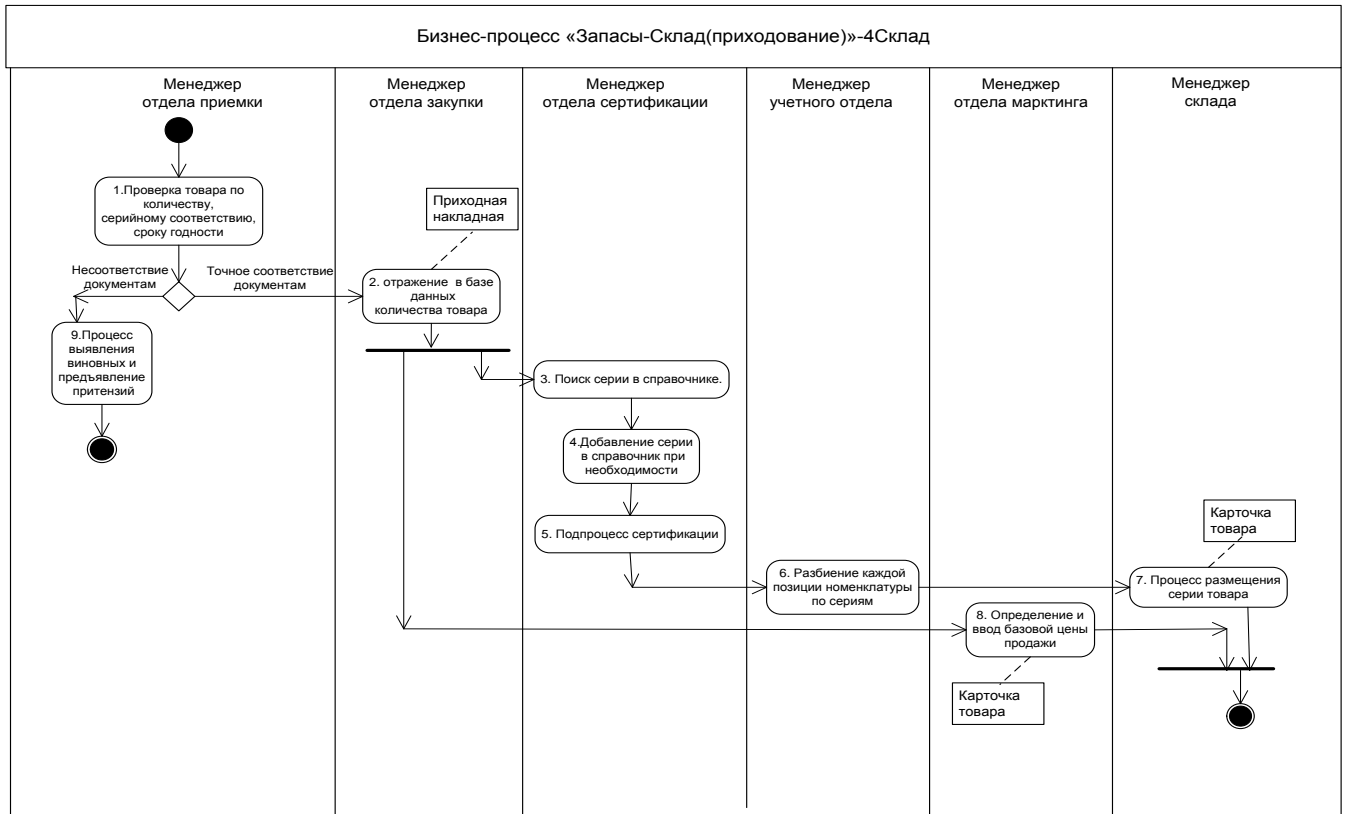 Бизнес-процесс «Запасы-Склад(приходование)»-4Склад
Менеджер
отдела приемки
Менеджер
отдела закупки
Менеджер
отдела сертификации
Менеджер
учетного отдела
Менеджер
отдела марктинга
Менеджер
склада
1.Проверка товара по
количеству,
серийному соответствию,
сроку годности
Приходная
накладная
Несоответствие
документам
Точное соответствие
документам
2. отражение в базе
данных
количества товара
9.Процесс
выявления
виновных и
предъявление
притензий
3. Поиск серии в справочнике.
4.Добавление серии
в справочник при
необходимости
5. Подпроцесс сертификации
Карточка
товара
6. Разбиение каждой
позиции номенклатуры
по сериям
7. Процесс размещения
серии товара
8. Определение и
ввод базовой цены
продажи
Карточка
товара